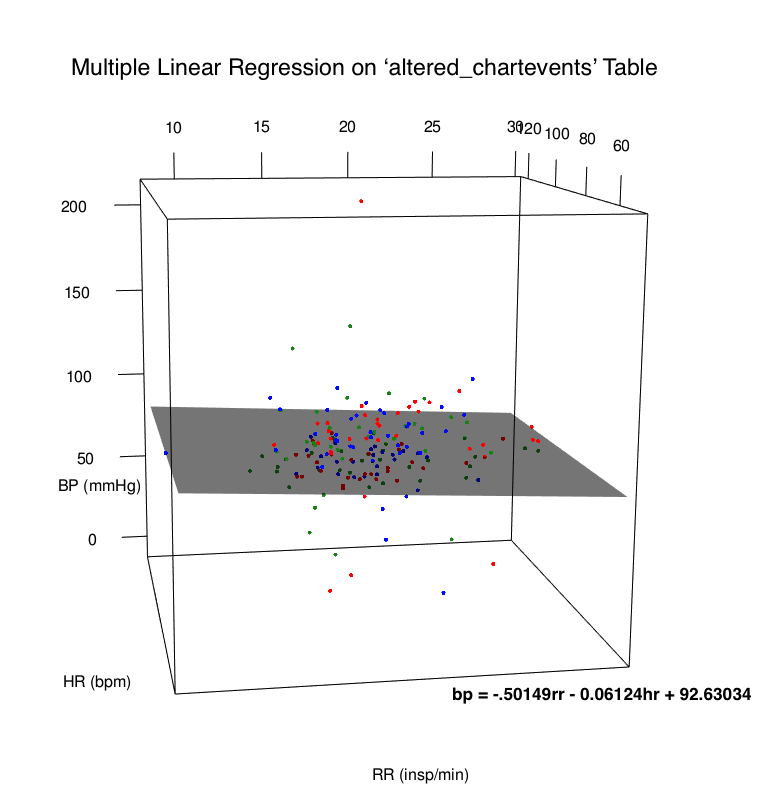 Multiple Linear Regression on ‘altered_chartevents’ Table
10 15 20 25 30 120 100 80 60
200
150
100
50
BP (mmHg)
0
HR (bpm)
bp = -.50149rr - 0.06124hr + 92.63034
RR (insp/min)